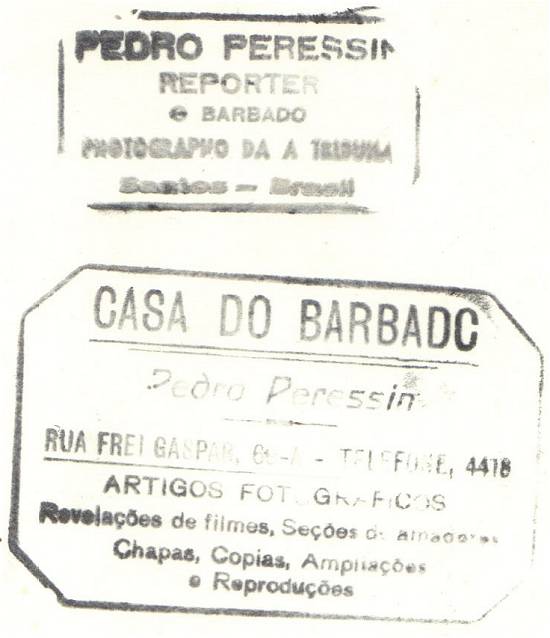 PEDRO PERESSIN
REPORTER
O BARBADO
PHOTOGRAPHO DA A TRIBUNA
Santos - Brasil
CASA DO BARBADO
Pedro Peressin
RUA FREI GASPAR, - TELEFONE, 4418
ARTIGOS FOTOGRAFICOS
Revelações de filmes, Seções de amadores
Chapas, Copias, Ampliações
e Reproduções